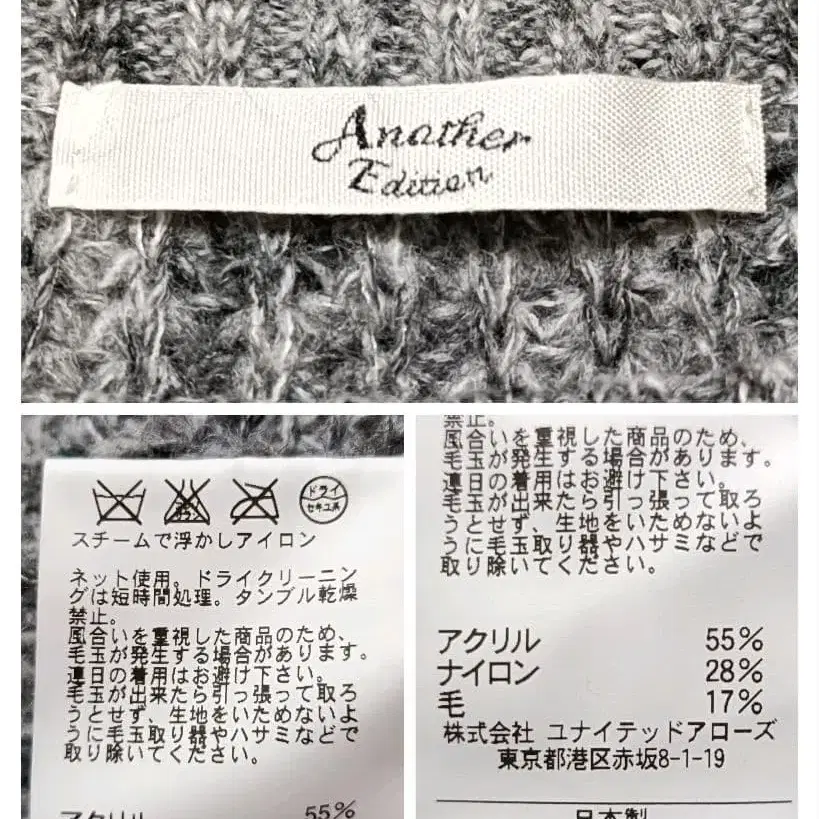 Another
Edition
ドライ
セキユ系
スチームで浮かしアイロン
ネット使用。ドライクリーニン
グは短時間処理。タンブル乾燥
禁止。
風合いを重視した商品のため、
毛玉が発生する場合があります。
連日の着用はお避け下さい。
毛玉が出来たら引っ張って取ろ
うとせず、生地をいためないよ
うに毛玉取り器やハサミなどで
取り除いてください。
アクリル 55%
禁止。
風合いを重視した商品のため、
毛玉が発生する場合があります。
連日の着用はお避け下さい。
毛玉が出来たら引っ張って取ろ
うとせず、生地をいためないよ
うに毛玉取り器やハサミなどで
取り除いてください。
アクリル 55%
ナイロン 28%
毛 17%
株式会社 ユナイテッドアローズ
東京都港区赤坂8-1-19
日本製